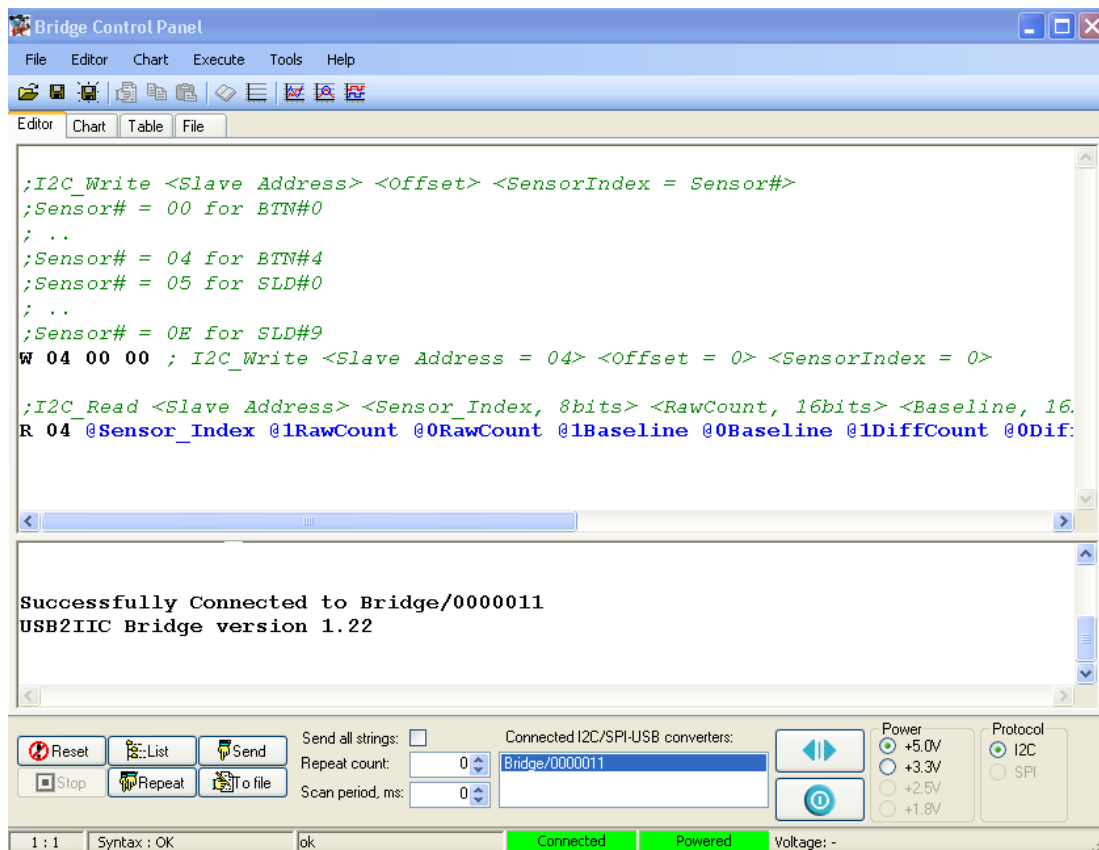 Bridge Control Panel
File Editor Chart Execute Tools Help
Editor Chart Table File
;I2C_Write <Slave Address> <Offset> <SensorIndex = Sensor#>
;Sensor# = 00 for BTN#0
; ..
;Sensor# = 04 for BTN#4
;Sensor# = 05 for SLD#0
; ..
;Sensor# = 0E for SLD#9
W 04 00 00 ; I2C_Write <Slave Address = 04> <Offset = 0> <SensorIndex = 0>
;I2C_Read <Slave Address> <Sensor_Index, 8bits> <RawCount, 16bits> <Baseline, 16
R 04 @Sensor_Index @1RawCount @0RawCount @1Baseline @0Baseline @1DiffCount @0Dif
Successfully Connected to Bridge/0000011
USB2IIC Bridge version 1.22
Reset List Send Send all strings: Connected I2C/SPI-USB converters: Power Protocol
Repeat count: 0 Bridge/0000011 +5.0V I2C
Stop Repeat To file Scan period, ms: 0 +3.3V SPI
+2.5V
+1.8V
1 : 1 Syntax : OK ok Connected Powered Voltage: -